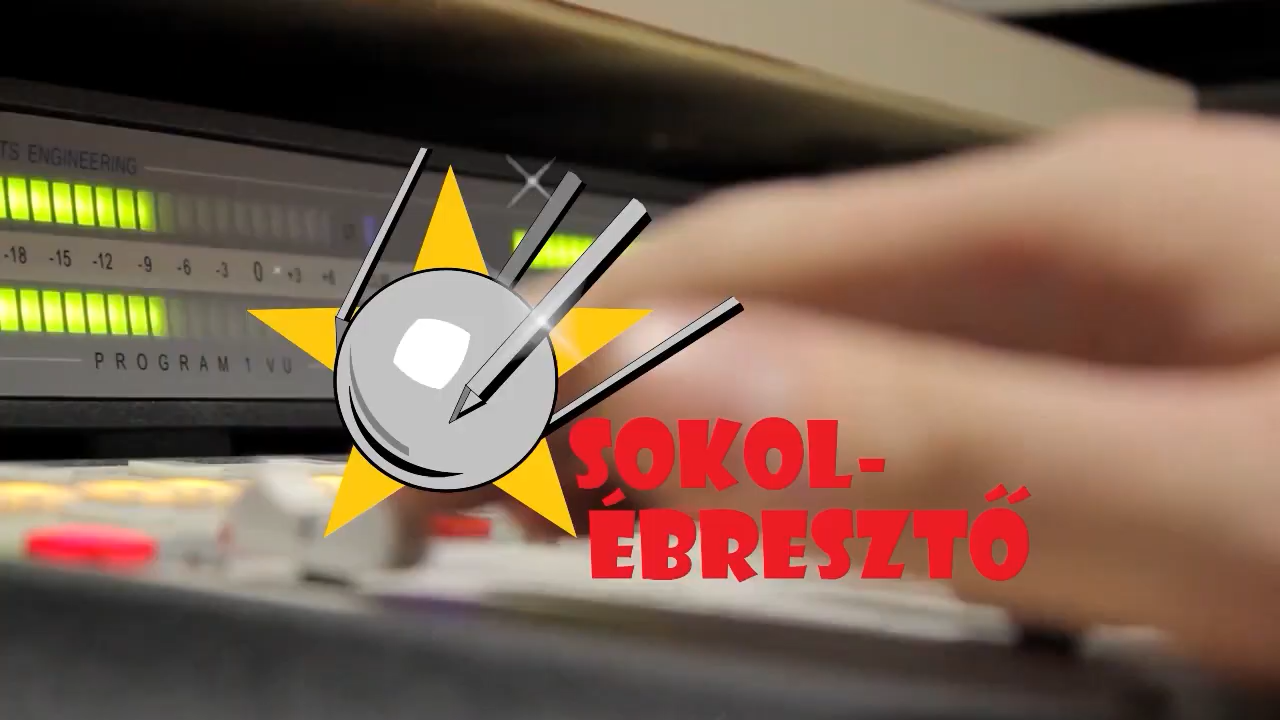 TS ENGINEERING
-18 -15 -12 -9 -6 -3 0 +3 +6
PROGRAM 1 VU
SOKOL-
ÉBRESZTŐ